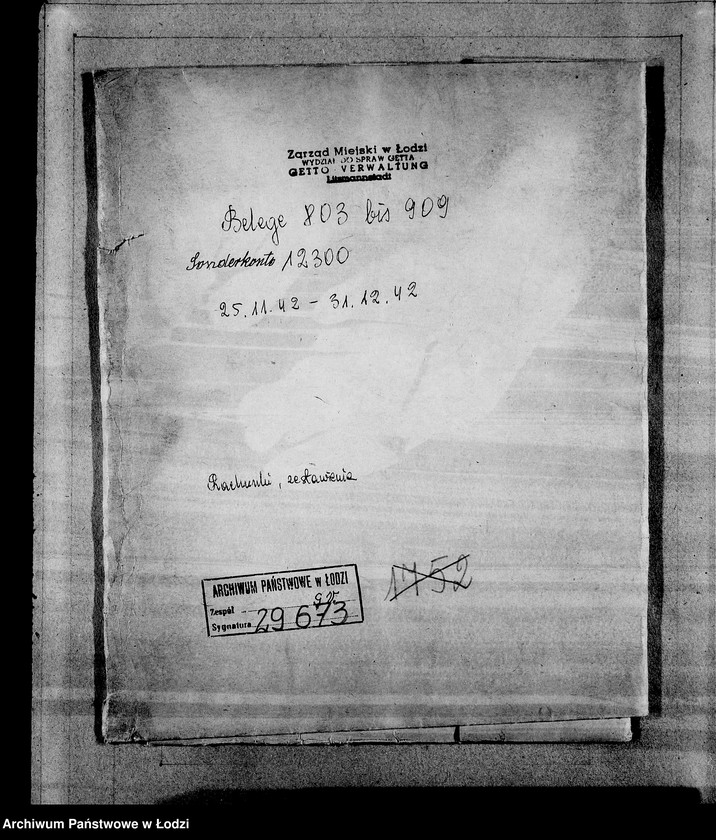 Zarząd Miejski w Łodzi
WYDZIAŁ DO SPRAW GETTA
GETTO VERWALTUNG
Litzmannstadt
Belege 803 bis 909
Sonderkonto 12300
25.11.42 - 31.12.42
Rachunki, zestawienia
1752
ARCHIWUM PAŃSTWOWE w ŁODZI
Zespół
Sygnatura 29673
Archiwum Państwowe w Łodzi